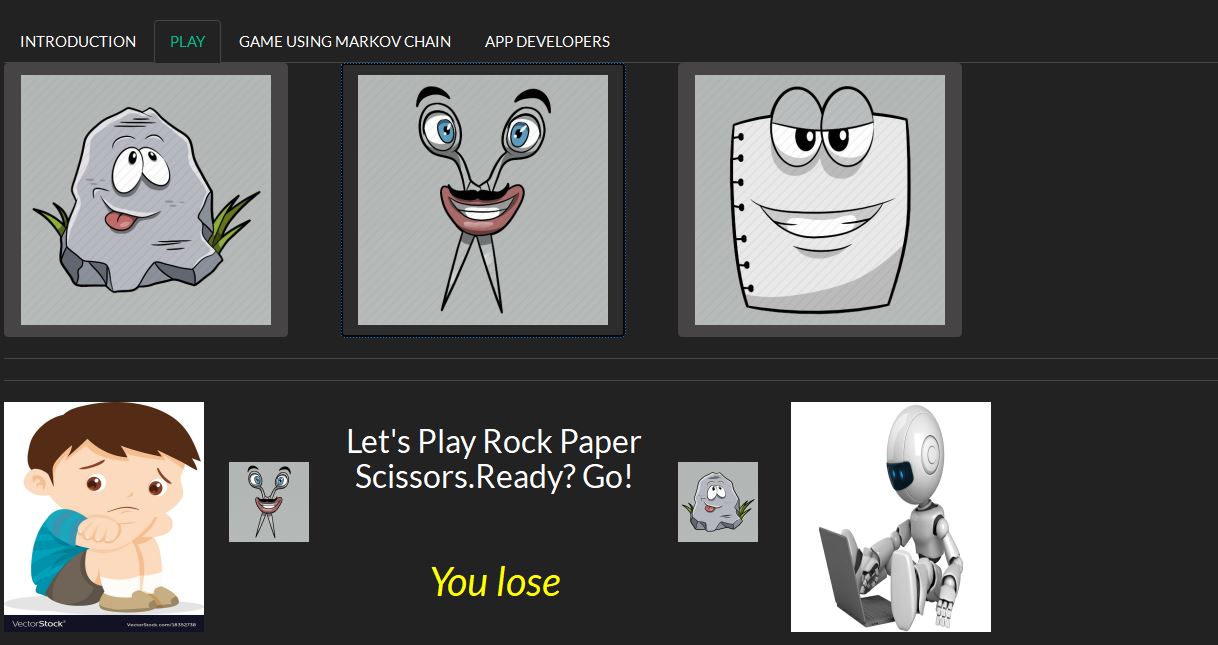 INTRODUCTION
PLAY
GAME USING MARKOV CHAIN
APP DEVELOPERS
Let's Play Rock Paper
Scissors.Ready? Go!
You lose
VectorStock®
VectorStock.com/18352738